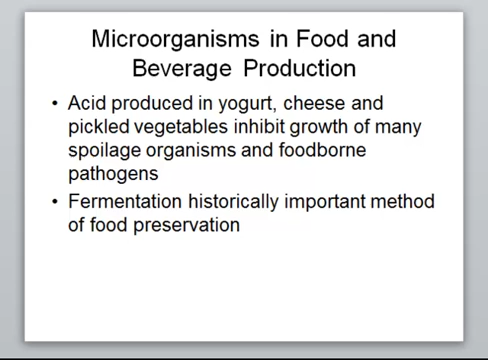 Microorganisms in Food and
Beverage Production
• Acid produced in yogurt, cheese and
pickled vegetables inhibit growth of many
spoilage organisms and foodborne
pathogens
• Fermentation historically important method
of food preservation